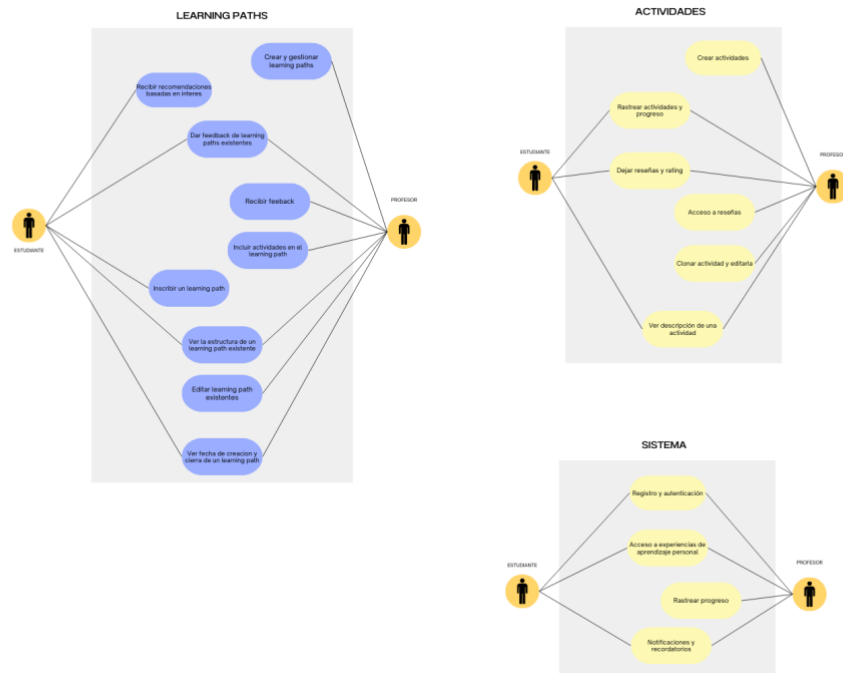 LEARNING PATHS
Crear y gestionar
learning paths
Recibir recomendaciones
basadas en interes
Dar feedback de learning
paths existentes
Recibir feeback
PROFESOR
ESTUDIANTE
Incluir actividades en el
learning path
Inscribir un learning path
Ver la estructura de un
learning path existente
Editar learning path
existentes
Ver fecha de creacion y
cierra de un learning path
ACTIVIDADES
Crear actividades
Rastrear actividades y
progreso
ESTUDIANTE
PROFESOR
Dejar reseñas y rating
Acceso a reseñas
Clonar actividad y editarla
Ver descripción de una
actividad
SISTEMA
Registro y autenticación
Acceso a experiencias de
aprendizaje personal
ESTUDIANTE
PROFESOR
Rastrear progreso
Notificaciones y
recordatorios